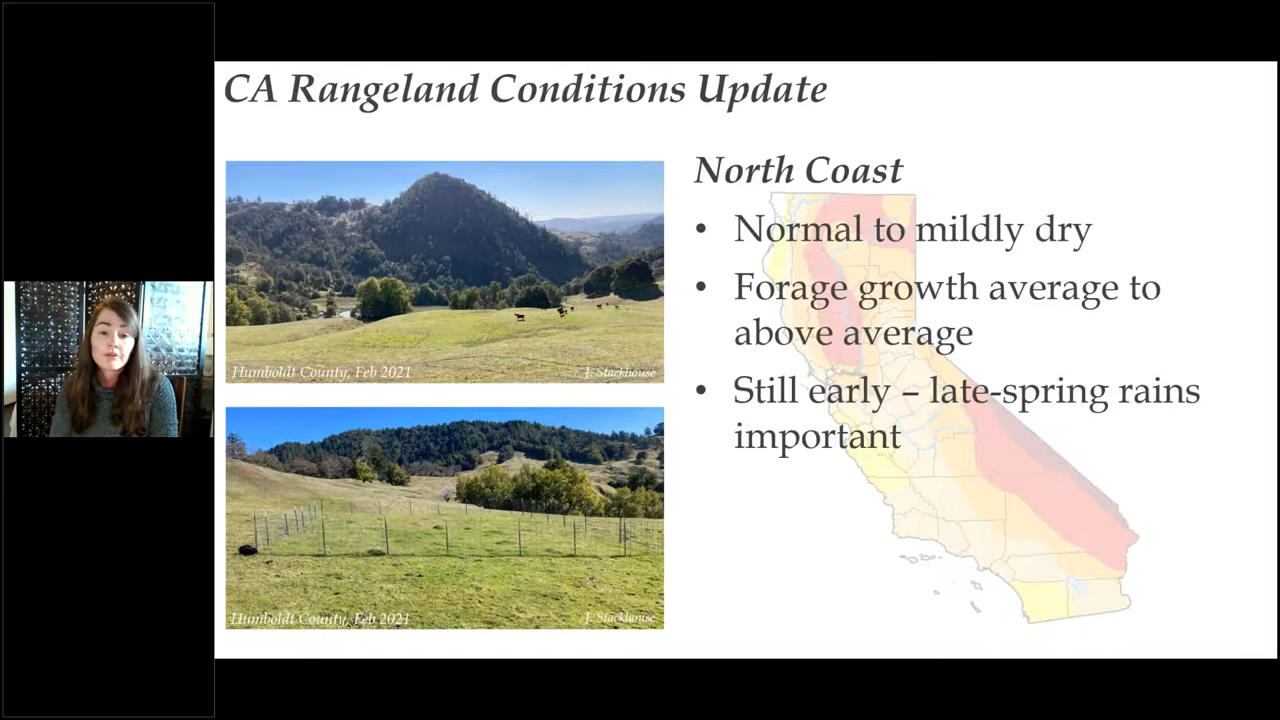 CA Rangeland Conditions Update
North Coast
• Normal to mildly dry
• Forage growth average to
above average
• Still early – late-spring rains
important
Humboldt County, Feb 2021
J. Stackhouse
Humboldt County, Feb 2021
J. Stackhouse